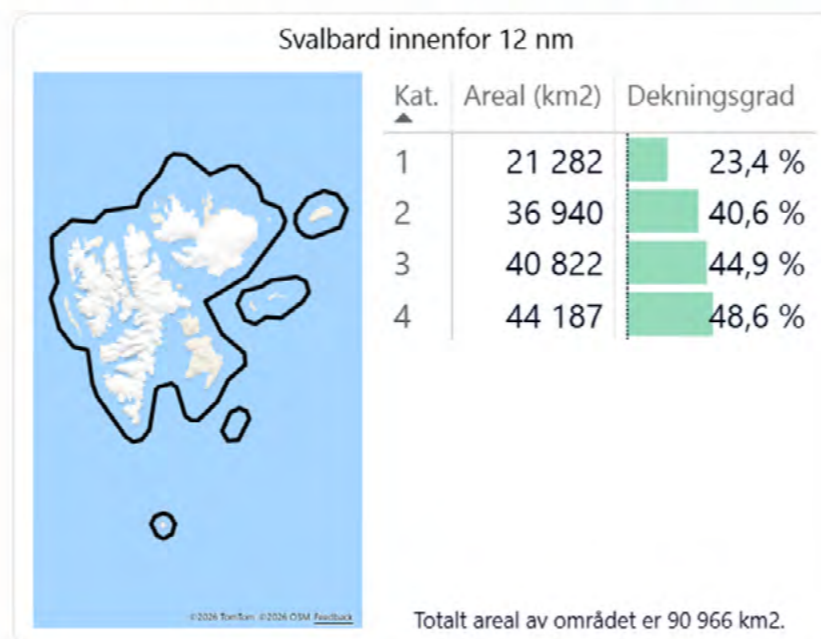 Svalbard innenfor 12 nm
Kat. Areal (km2) Dekningsgrad
1 21 282 23,4 %
2 36 940 40,6 %
3 40 822 44,9 %
4 44 187 48,6 %
©2026 TomTom, ©2026 OSM Feedback
Totalt areal av området er 90 966 km2.